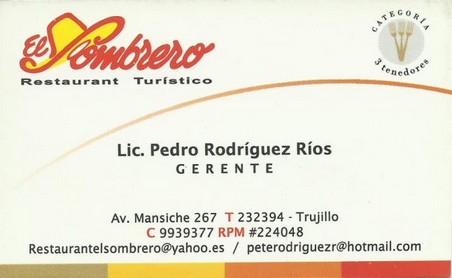 El Sombrero
Restaurant Turístico
CATEGORÍA
3 tenedores
Lic. Pedro Rodríguez Ríos
GERENTE
Av. Mansiche 267 T 232394 - Trujillo
C 9939377 RPM #224048
Restaurantelsombrero@yahoo.es / peterodriguezr@hotmail.com